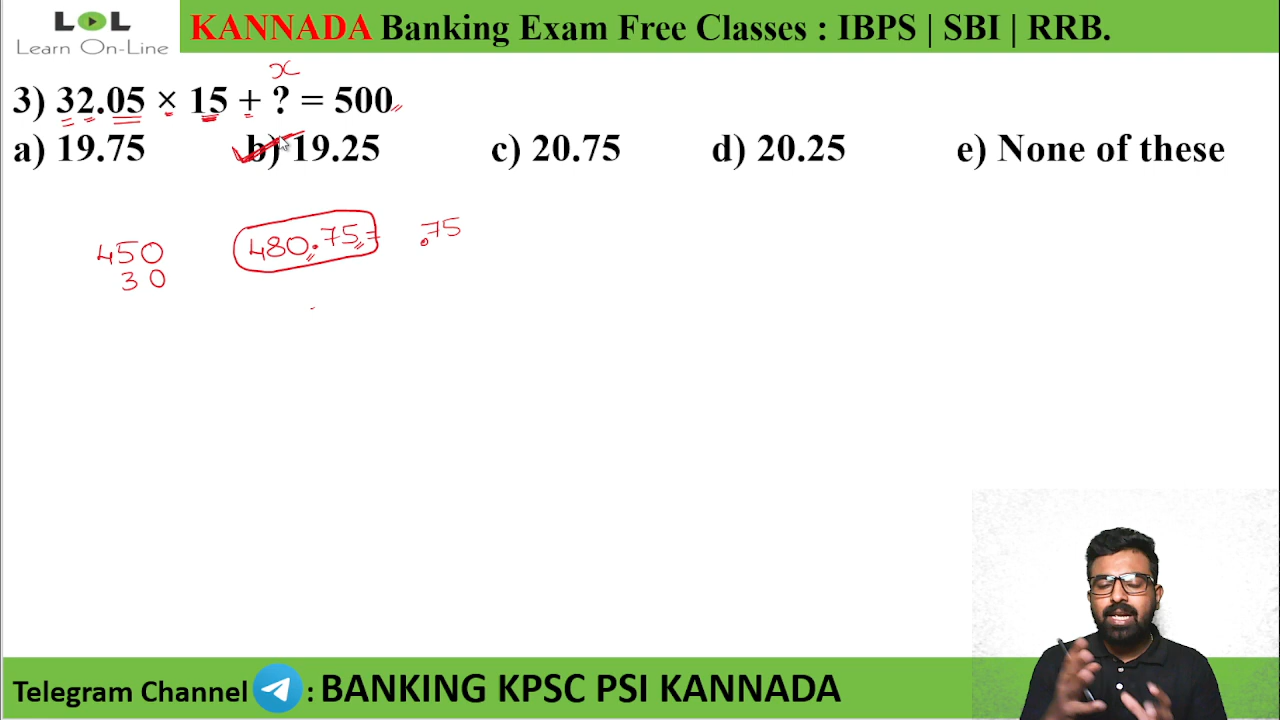 LOL
Learn On-Line
KANNADA Banking Exam Free Classes : IBPS | SBI | RRB.
x
3) 32.05 × 15 + ? = 500
a) 19.75 b) 19.25 c) 20.75 d) 20.25 e) None of these
450 480.75 .75
30
Telegram Channel : BANKING KPSC PSI KANNADA